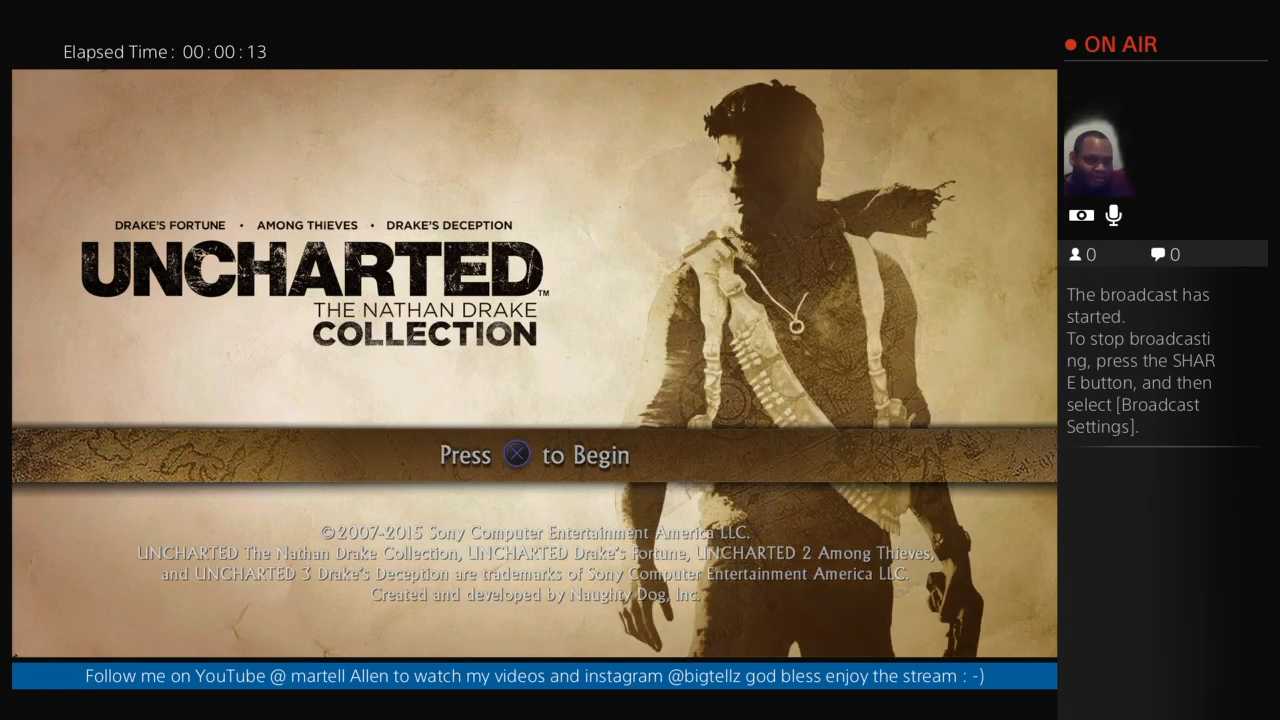 Elapsed Time: 00:00:13
ON AIR
DRAKE'S FORTUNE • AMONG THIEVES • DRAKE'S DECEPTION
UNCHARTED™
THE NATHAN DRAKE
COLLECTION
Press ⓧ to Begin
©2007-2015 Sony Computer Entertainment America LLC.
UNCHARTED The Nathan Drake Collection, UNCHARTED Drake's Fortune, UNCHARTED 2 Among Thieves,
and UNCHARTED 3 Drake's Deception are trademarks of Sony Computer Entertainment America LLC.
Created and developed by Naughty Dog, Inc.
Follow me on YouTube @ martell Allen to watch my videos and instagram @bigtellz god bless enjoy the stream : -)
0 0
The broadcast has
started.
To stop broadcasti
ng, press the SHAR
E button, and then
select [Broadcast
Settings].